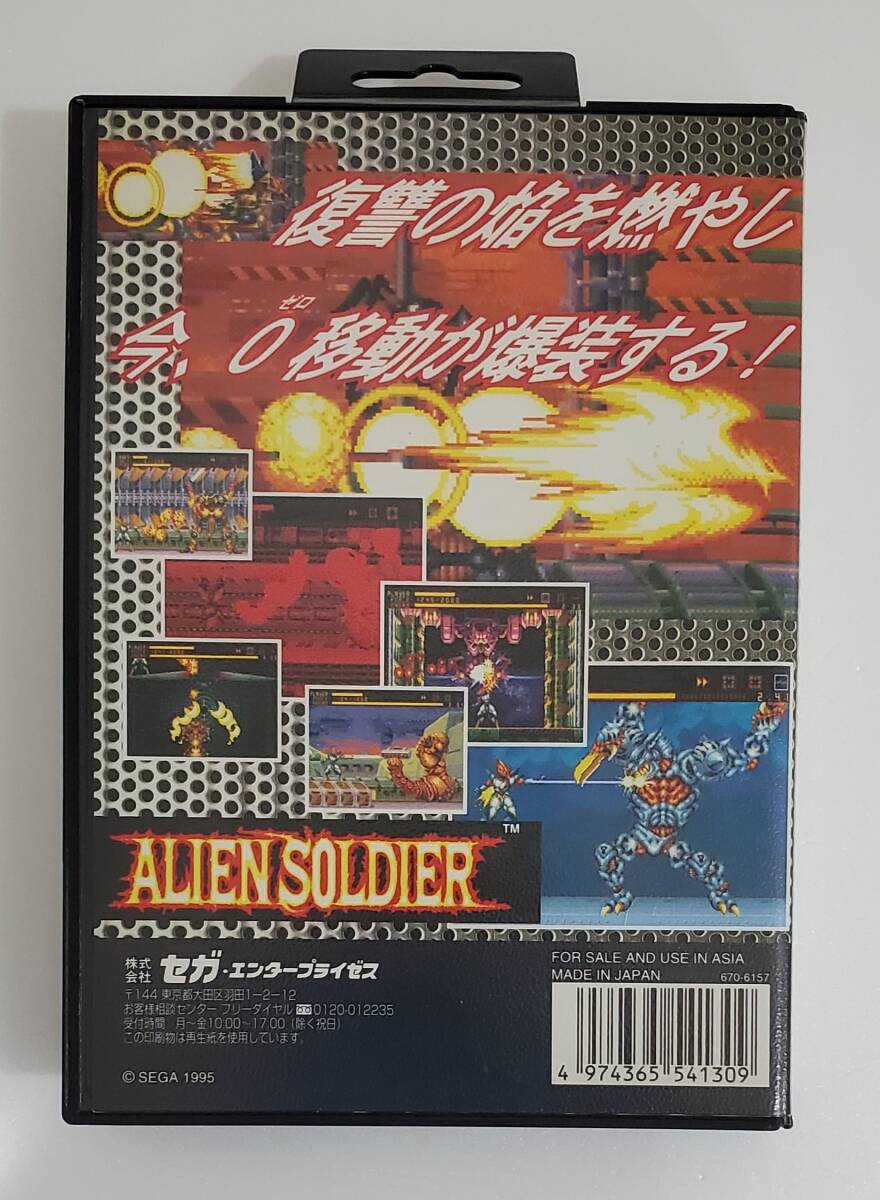 復讐の焔を燃やし
ゼロ
今、0移動が爆装する!
ALIEN SOLDIER™
株式会社 セガ・エンタープライゼス
〒144 東京都大田区羽田1-2-12
お客様相談センター フリーダイヤル 0120-012235
受付時間 月~金10:00~17:00(除く祝日)
この印刷物は再生紙を使用しています。
© SEGA 1995
FOR SALE AND USE IN ASIA
MADE IN JAPAN 670-6157
4 974365 541309